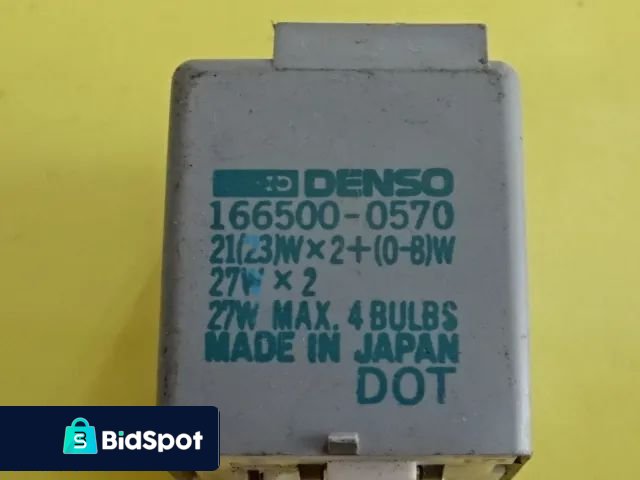 DENSO
166500-0570
21(23)W×2+(0-8)W
27W × 2
27W MAX. 4 BULBS
MADE IN JAPAN
DOT
S
BidSpot